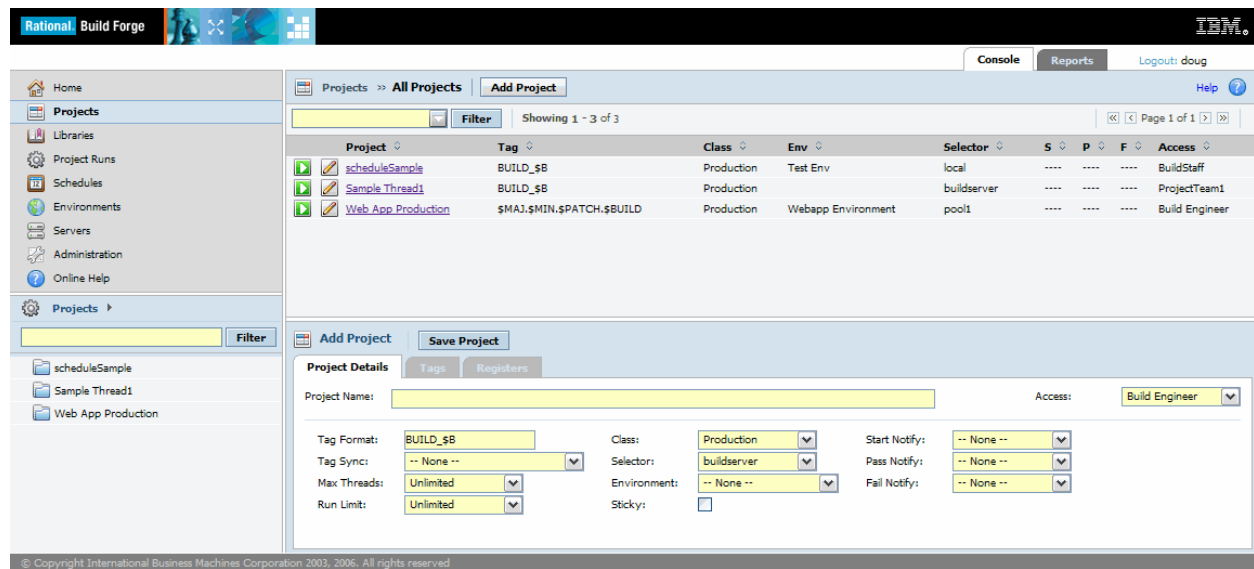 Rational. Build Forge
IBM.
Console Reports Logout: doug
Home
Projects
Libraries
Project Runs
12 Schedules
Environments
Servers
Administration
? Online Help
Projects
Filter
scheduleSample
Sample Thread1
Web App Production
Projects » All Projects Add Project Help ?
Filter Showing 1 - 3 of 3 Page 1 of 1
Project Tag Class Env Selector S P F Access
scheduleSample BUILD_$B Production Test Env local ---- ---- ---- BuildStaff
Sample Thread1 BUILD_$B Production buildserver ---- ---- ---- ProjectTeam1
Web App Production $MAJ.$MIN.$PATCH.$BUILD Production Webapp Environment pool1 ---- ---- ---- Build Engineer
Add Project Save Project
Project Details Tags Registers
Project Name: Access: Build Engineer
Tag Format: BUILD_$B Class: Production Start Notify: -- None --
Tag Sync: -- None -- Selector: buildserver Pass Notify: -- None --
Max Threads: Unlimited Environment: -- None -- Fail Notify: -- None --
Run Limit: Unlimited Sticky:
© Copyright International Business Machines Corporation 2003, 2006. All rights reserved